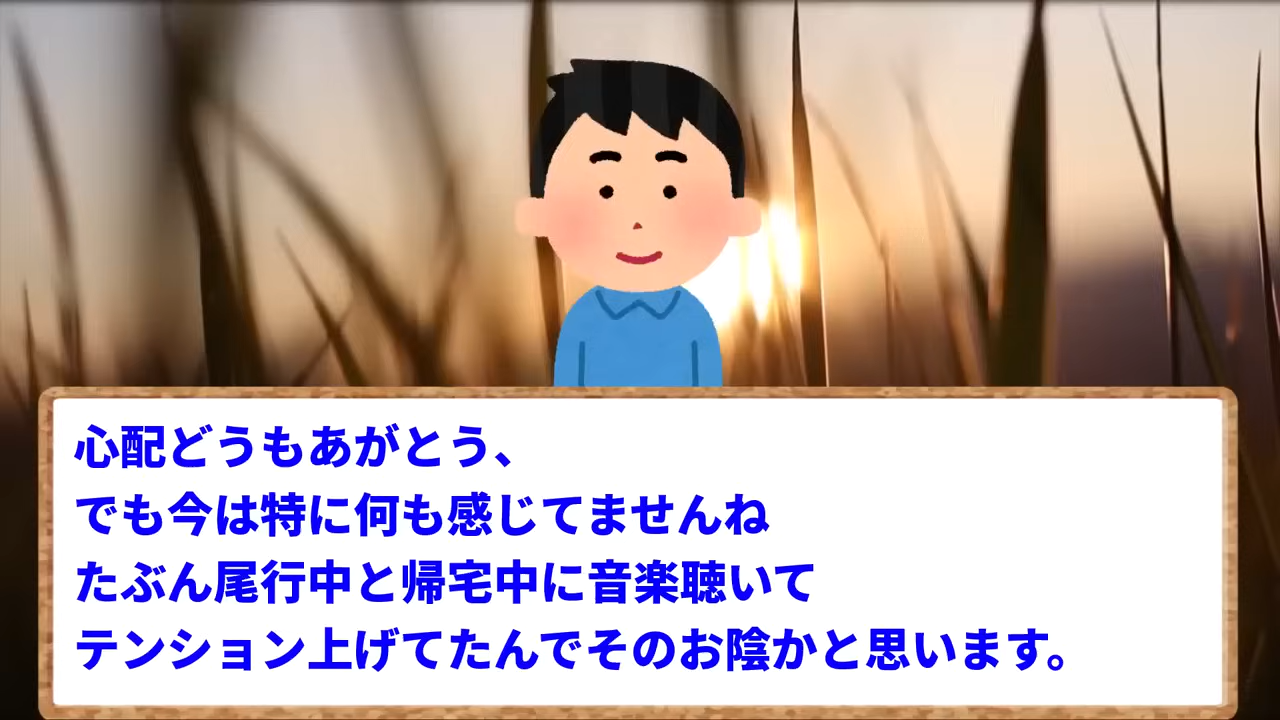 心配どうもあがとう、
でも今は特に何も感じてませんね
たぶん尾行中と帰宅中に音楽聴いて
テンション上げてたんでそのお陰かと思います。